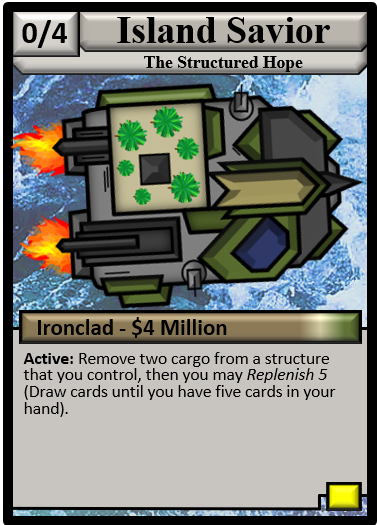 0/4
Island Savior
The Structured Hope
Ironclad - $4 Million
Active: Remove two cargo from a structure
that you control, then you may Replenish 5
(Draw cards until you have five cards in your
hand).